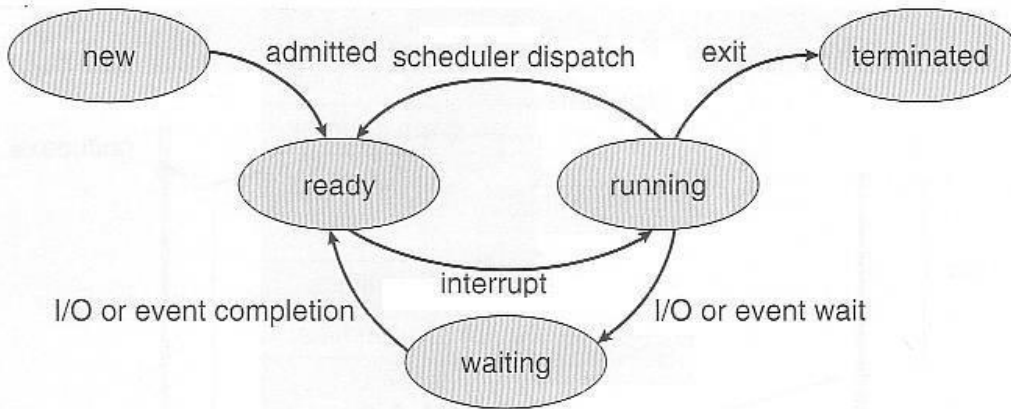 new
admitted
scheduler dispatch
exit
terminated
ready
running
interrupt
I/O or event completion
I/O or event wait
waiting